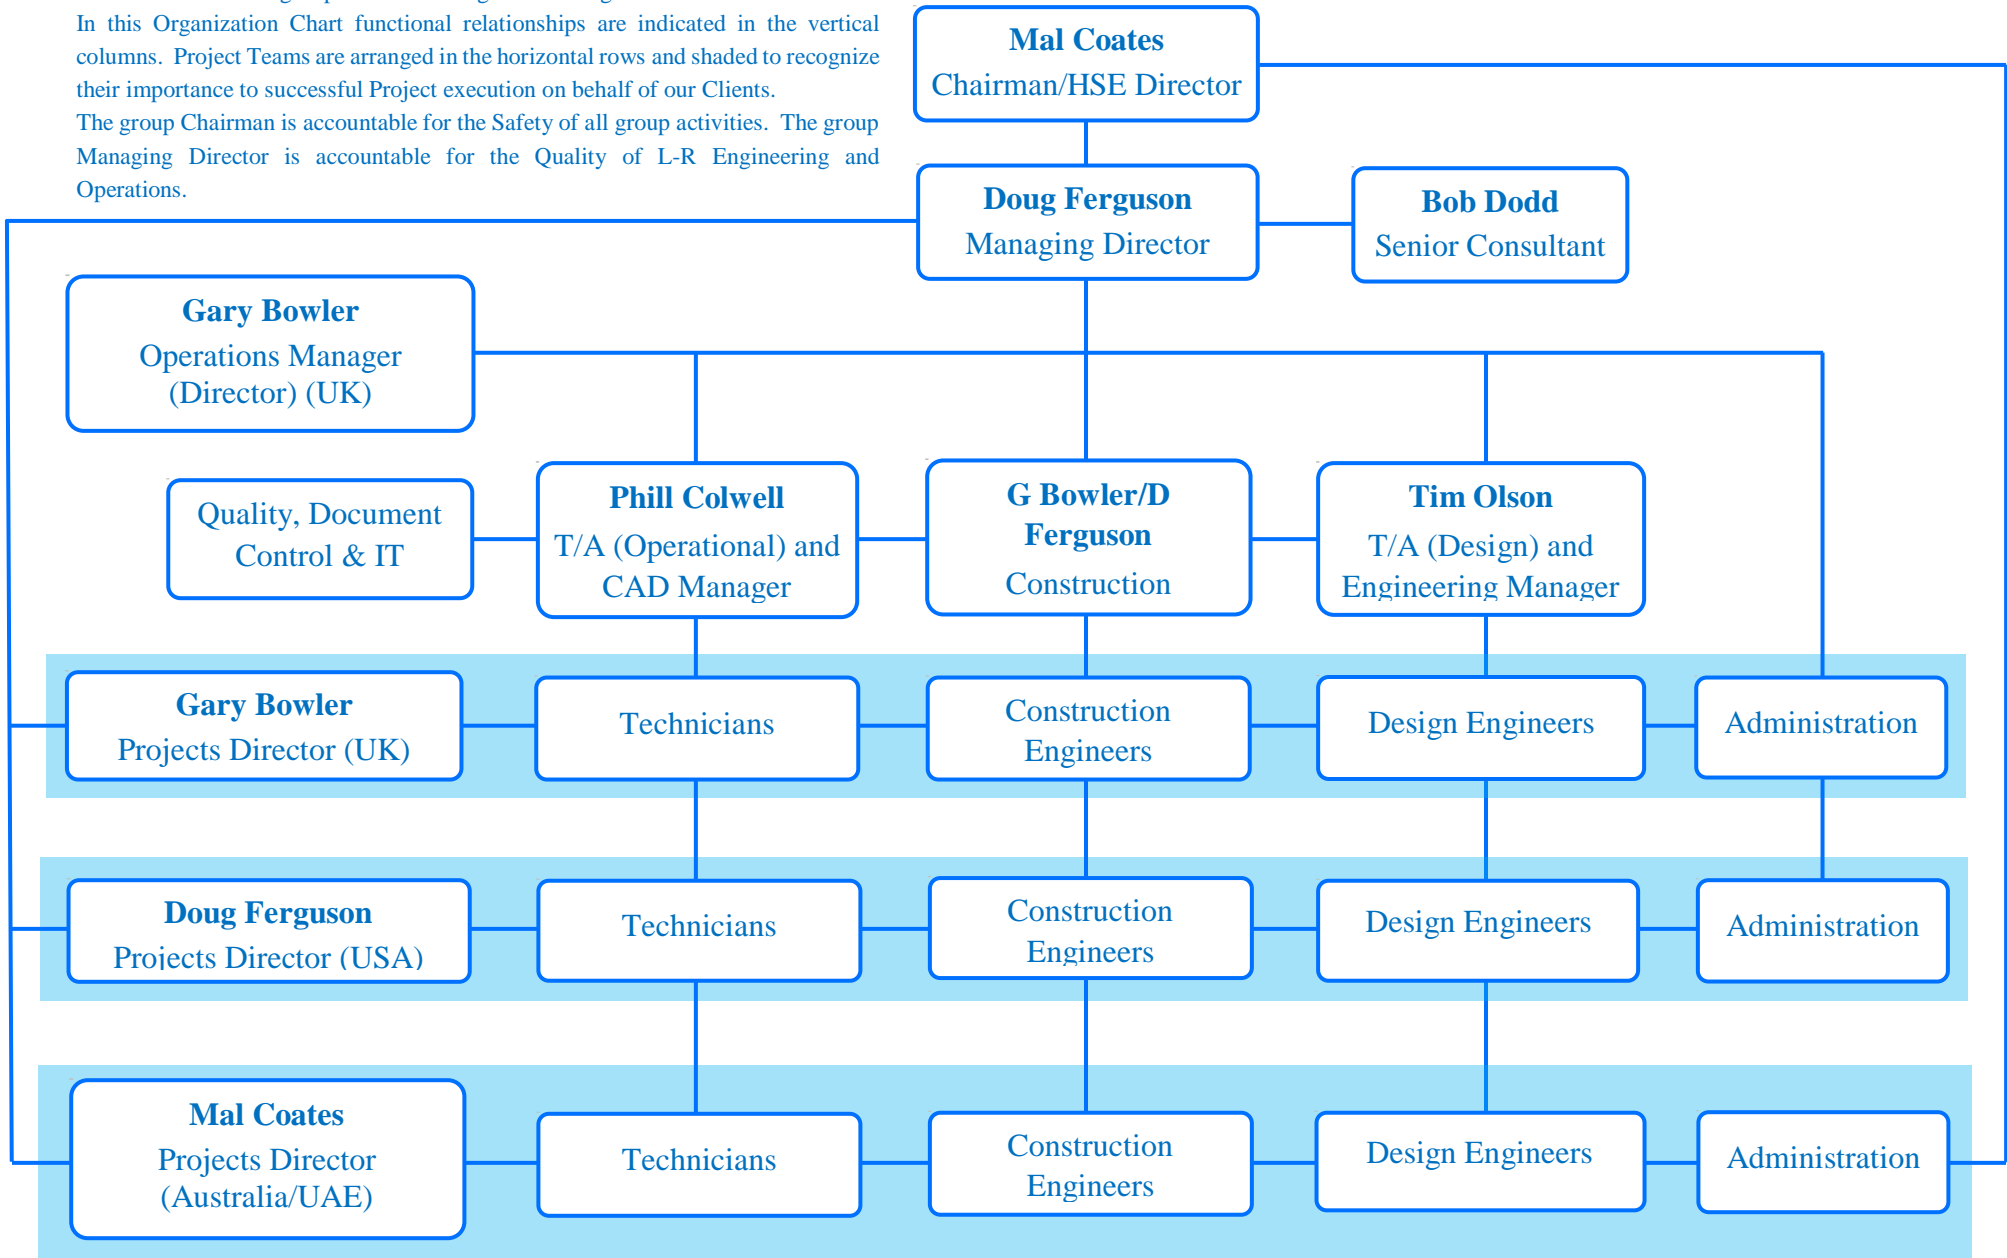 In this Organization Chart functional relationships are indicated in the vertical
columns. Project Teams are arranged in the horizontal rows and shaded to recognize
their importance to successful Project execution on behalf of our Clients.
The group Chairman is accountable for the Safety of all group activities. The group
Managing Director is accountable for the Quality of L-R Engineering and
Operations.
Mal Coates
Chairman/HSE Director
Doug Ferguson
Managing Director
Bob Dodd
Senior Consultant
Gary Bowler
Operations Manager
(Director) (UK)
Quality, Document
Control & IT
Phill Colwell
T/A (Operational) and
CAD Manager
G Bowler/D
Ferguson
Construction
Tim Olson
T/A (Design) and
Engineering Manager
Gary Bowler
Projects Director (UK)
Technicians
Construction
Engineers
Design Engineers
Administration
Doug Ferguson
Projects Director (USA)
Technicians
Construction
Engineers
Design Engineers
Administration
Mal Coates
Projects Director
(Australia/UAE)
Technicians
Construction
Engineers
Design Engineers
Administration